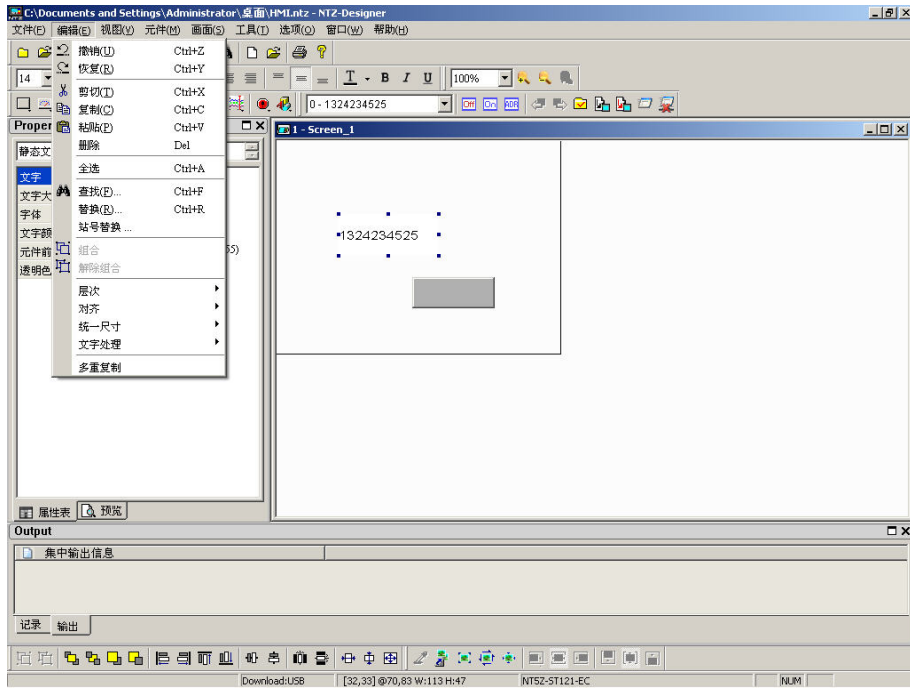 C:\Documents and Settings\Administrator\桌面\HMI.ntz - NTZ-Designer
文件(F) 编辑(E) 视图(V) 元件(M) 画面(S) 工具(T) 选项(O) 窗口(W) 帮助(H)
撤销(U) Ctrl+Z
恢复(R) Ctrl+Y
剪切(T) Ctrl+X
复制(C) Ctrl+C
粘贴(P) Ctrl+V
删除 Del
全选 Ctrl+A
查找(F)... Ctrl+F
替换(R)... Ctrl+R
站号替换 ...
组合
解除组合
层次
对齐
统一尺寸
文字处理
多重复制
14
I B I U 100%
0 - 1324234525 Off On ADR
Proper
静态文
文字
文字大
字体
文字颜
元件前 55)
透明色
1 - Screen_1
1324234525
属性表 预览
Output
集中输出信息
记录 输出
Download:USB [32,33] @70,83 W:113 H:47 NT5Z-ST121-EC NUM